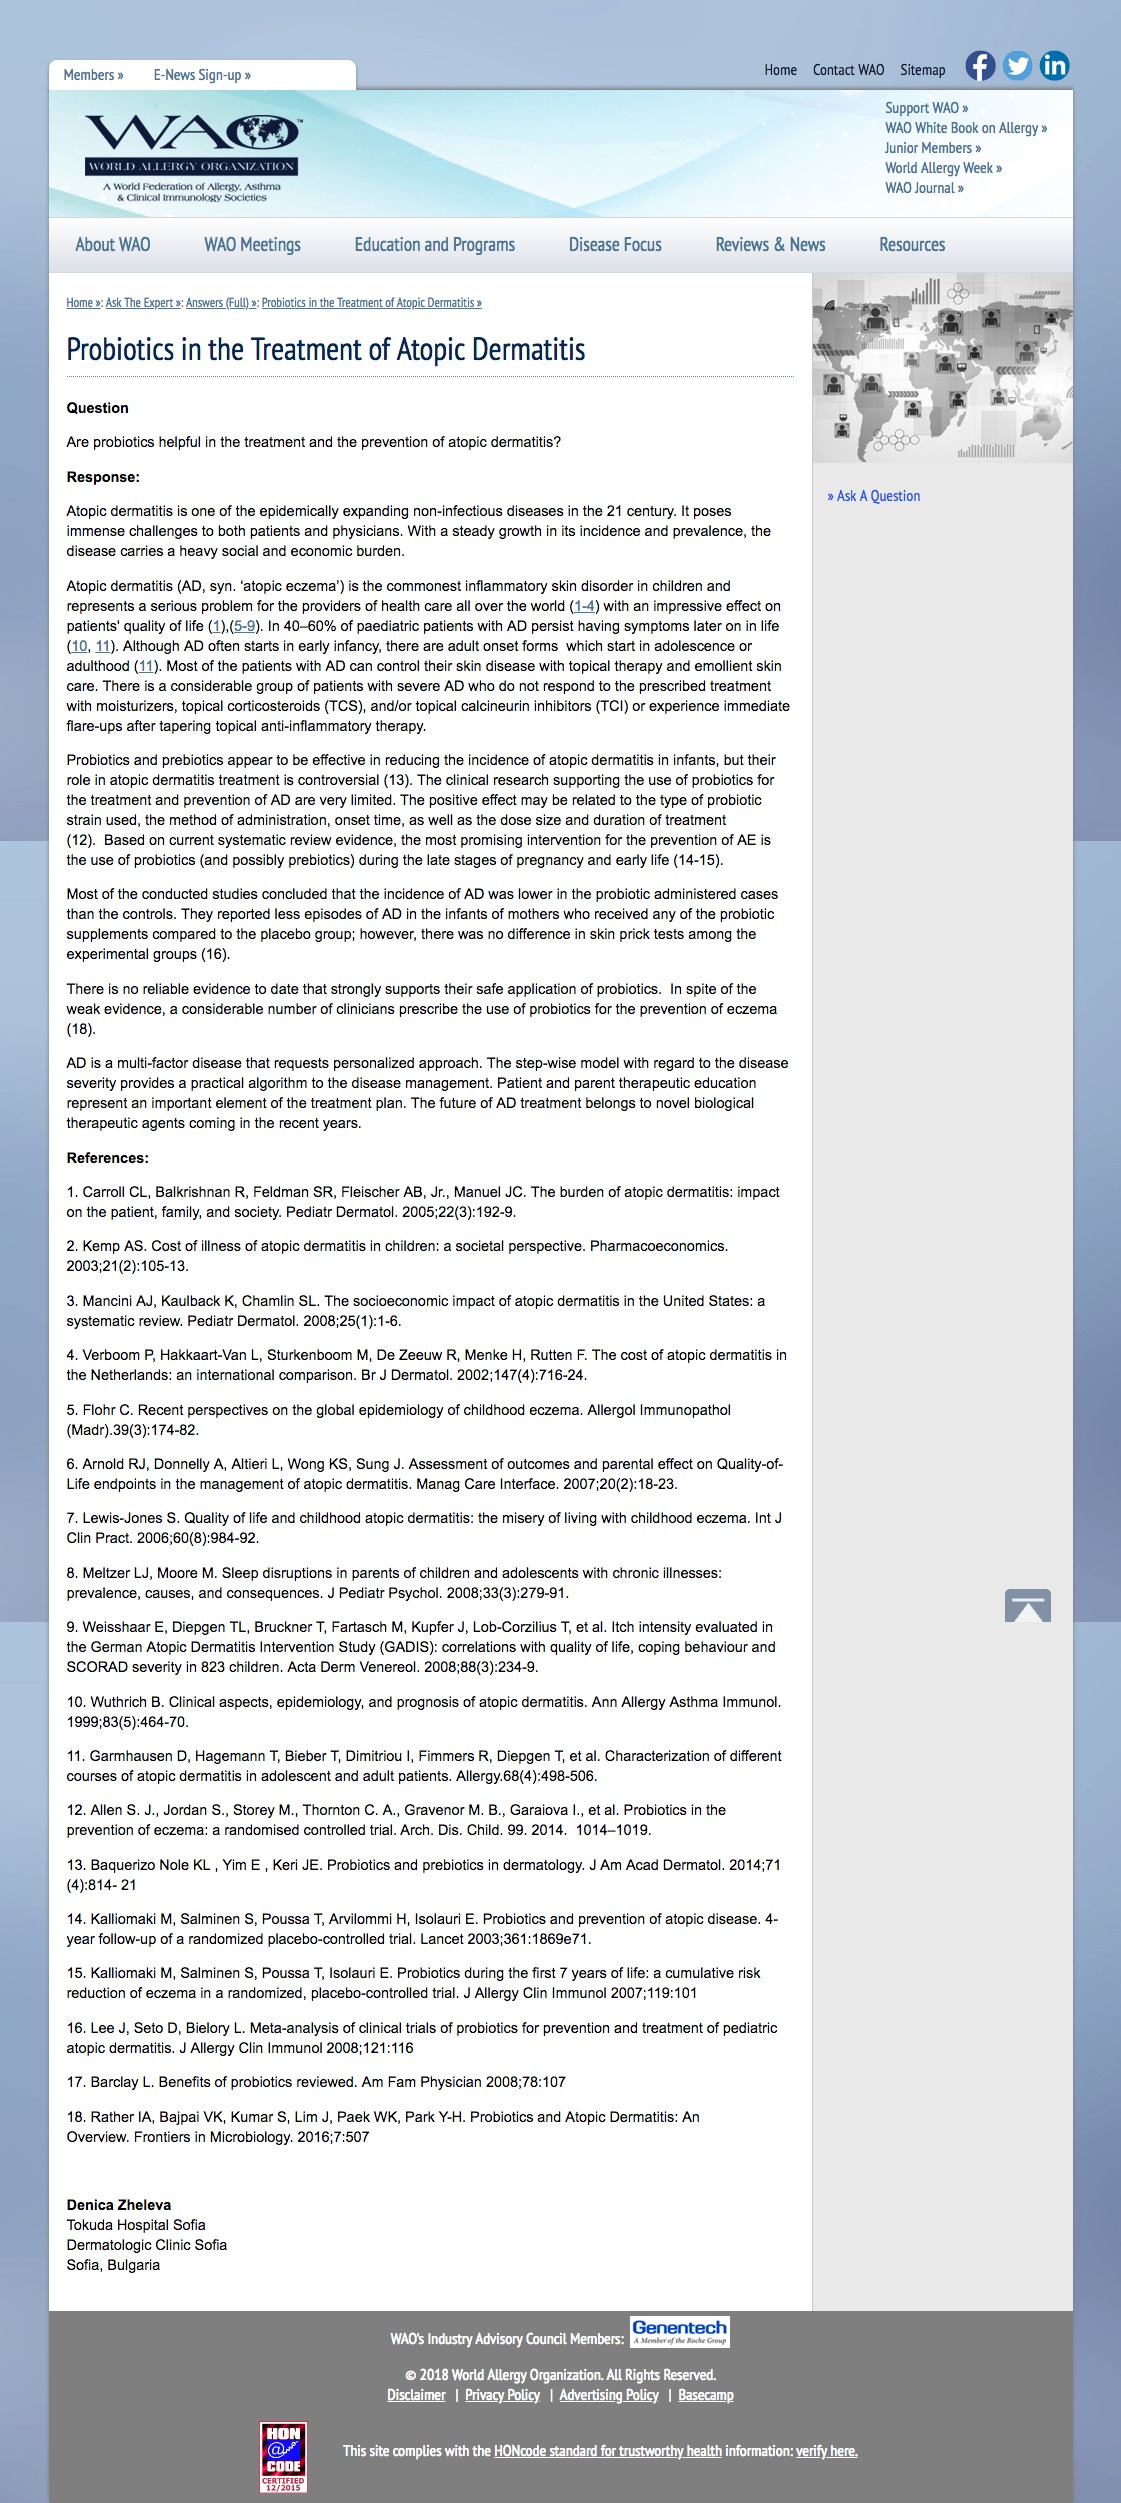 Members »
E-News Sign-up »
Home
Contact WAO
Sitemap
WAO™
WORLD ALLERGY ORGANIZATION
A World Federation of Allergy, Asthma
& Clinical Immunology Societies
Support WAO »
WAO White Book on Allergy »
Junior Members »
World Allergy Week »
WAO Journal »
About WAO
WAO Meetings
Education and Programs
Disease Focus
Reviews & News
Resources
Home »: Ask The Expert »: Answers (Full) »: Probiotics in the Treatment of Atopic Dermatitis »
Probiotics in the Treatment of Atopic Dermatitis
Question
Are probiotics helpful in the treatment and the prevention of atopic dermatitis?
Response:
Atopic dermatitis is one of the epidemically expanding non-infectious diseases in the 21 century. It poses
immense challenges to both patients and physicians. With a steady growth in its incidence and prevalence, the
disease carries a heavy social and economic burden.
Atopic dermatitis (AD, syn. ‘atopic eczema’) is the commonest inflammatory skin disorder in children and
represents a serious problem for the providers of health care all over the world (1-4) with an impressive effect on
patients' quality of life (1),(5-9). In 40–60% of paediatric patients with AD persist having symptoms later on in life
(10, 11). Although AD often starts in early infancy, there are adult onset forms  which start in adolescence or
adulthood (11). Most of the patients with AD can control their skin disease with topical therapy and emollient skin
care. There is a considerable group of patients with severe AD who do not respond to the prescribed treatment
with moisturizers, topical corticosteroids (TCS), and/or topical calcineurin inhibitors (TCI) or experience immediate
flare-ups after tapering topical anti-inflammatory therapy.
Probiotics and prebiotics appear to be effective in reducing the incidence of atopic dermatitis in infants, but their
role in atopic dermatitis treatment is controversial (13). The clinical research supporting the use of probiotics for
the treatment and prevention of AD are very limited. The positive effect may be related to the type of probiotic
strain used, the method of administration, onset time, as well as the dose size and duration of treatment
(12).  Based on current systematic review evidence, the most promising intervention for the prevention of AE is
the use of probiotics (and possibly prebiotics) during the late stages of pregnancy and early life (14-15).
Most of the conducted studies concluded that the incidence of AD was lower in the probiotic administered cases
than the controls. They reported less episodes of AD in the infants of mothers who received any of the probiotic
supplements compared to the placebo group; however, there was no difference in skin prick tests among the
experimental groups (16).
There is no reliable evidence to date that strongly supports their safe application of probiotics.  In spite of the
weak evidence, a considerable number of clinicians prescribe the use of probiotics for the prevention of eczema
(18).
AD is a multi-factor disease that requests personalized approach. The step-wise model with regard to the disease
severity provides a practical algorithm to the disease management. Patient and parent therapeutic education
represent an important element of the treatment plan. The future of AD treatment belongs to novel biological
therapeutic agents coming in the recent years.
References:
1. Carroll CL, Balkrishnan R, Feldman SR, Fleischer AB, Jr., Manuel JC. The burden of atopic dermatitis: impact
on the patient, family, and society. Pediatr Dermatol. 2005;22(3):192-9.
2. Kemp AS. Cost of illness of atopic dermatitis in children: a societal perspective. Pharmacoeconomics.
2003;21(2):105-13.
3. Mancini AJ, Kaulback K, Chamlin SL. The socioeconomic impact of atopic dermatitis in the United States: a
systematic review. Pediatr Dermatol. 2008;25(1):1-6.
4. Verboom P, Hakkaart-Van L, Sturkenboom M, De Zeeuw R, Menke H, Rutten F. The cost of atopic dermatitis in
the Netherlands: an international comparison. Br J Dermatol. 2002;147(4):716-24.
5. Flohr C. Recent perspectives on the global epidemiology of childhood eczema. Allergol Immunopathol
(Madr).39(3):174-82.
6. Arnold RJ, Donnelly A, Altieri L, Wong KS, Sung J. Assessment of outcomes and parental effect on Quality-of-
Life endpoints in the management of atopic dermatitis. Manag Care Interface. 2007;20(2):18-23.
7. Lewis-Jones S. Quality of life and childhood atopic dermatitis: the misery of living with childhood eczema. Int J
Clin Pract. 2006;60(8):984-92.
8. Meltzer LJ, Moore M. Sleep disruptions in parents of children and adolescents with chronic illnesses:
prevalence, causes, and consequences. J Pediatr Psychol. 2008;33(3):279-91.
9. Weisshaar E, Diepgen TL, Bruckner T, Fartasch M, Kupfer J, Lob-Corzilius T, et al. Itch intensity evaluated in
the German Atopic Dermatitis Intervention Study (GADIS): correlations with quality of life, coping behaviour and
SCORAD severity in 823 children. Acta Derm Venereol. 2008;88(3):234-9.
10. Wuthrich B. Clinical aspects, epidemiology, and prognosis of atopic dermatitis. Ann Allergy Asthma Immunol.
1999;83(5):464-70.
11. Garmhausen D, Hagemann T, Bieber T, Dimitriou I, Fimmers R, Diepgen T, et al. Characterization of different
courses of atopic dermatitis in adolescent and adult patients. Allergy.68(4):498-506.
12. Allen S. J., Jordan S., Storey M., Thornton C. A., Gravenor M. B., Garaiova I., et al. Probiotics in the
prevention of eczema: a randomised controlled trial. Arch. Dis. Child. 99. 2014.  1014–1019.
13. Baquerizo Nole KL , Yim E , Keri JE. Probiotics and prebiotics in dermatology. J Am Acad Dermatol. 2014;71
(4):814- 21
14. Kalliomaki M, Salminen S, Poussa T, Arvilommi H, Isolauri E. Probiotics and prevention of atopic disease. 4-
year follow-up of a randomized placebo-controlled trial. Lancet 2003;361:1869e71.
15. Kalliomaki M, Salminen S, Poussa T, Isolauri E. Probiotics during the first 7 years of life: a cumulative risk
reduction of eczema in a randomized, placebo-controlled trial. J Allergy Clin Immunol 2007;119:101
16. Lee J, Seto D, Bielory L. Meta-analysis of clinical trials of probiotics for prevention and treatment of pediatric
atopic dermatitis. J Allergy Clin Immunol 2008;121:116
17. Barclay L. Benefits of probiotics reviewed. Am Fam Physician 2008;78:107
18. Rather IA, Bajpai VK, Kumar S, Lim J, Paek WK, Park Y-H. Probiotics and Atopic Dermatitis: An
Overview. Frontiers in Microbiology. 2016;7:507
Denica Zheleva
Tokuda Hospital Sofia
Dermatologic Clinic Sofia
Sofia, Bulgaria
» Ask A Question
WAO's Industry Advisory Council Members:
Genentech
A Member of the Roche Group
© 2018 World Allergy Organization. All Rights Reserved.
Disclaimer | Privacy Policy | Advertising Policy | Basecamp
HON
@
CODE
CERTIFIED
12/2015
This site complies with the HONcode standard for trustworthy health information: verify here.